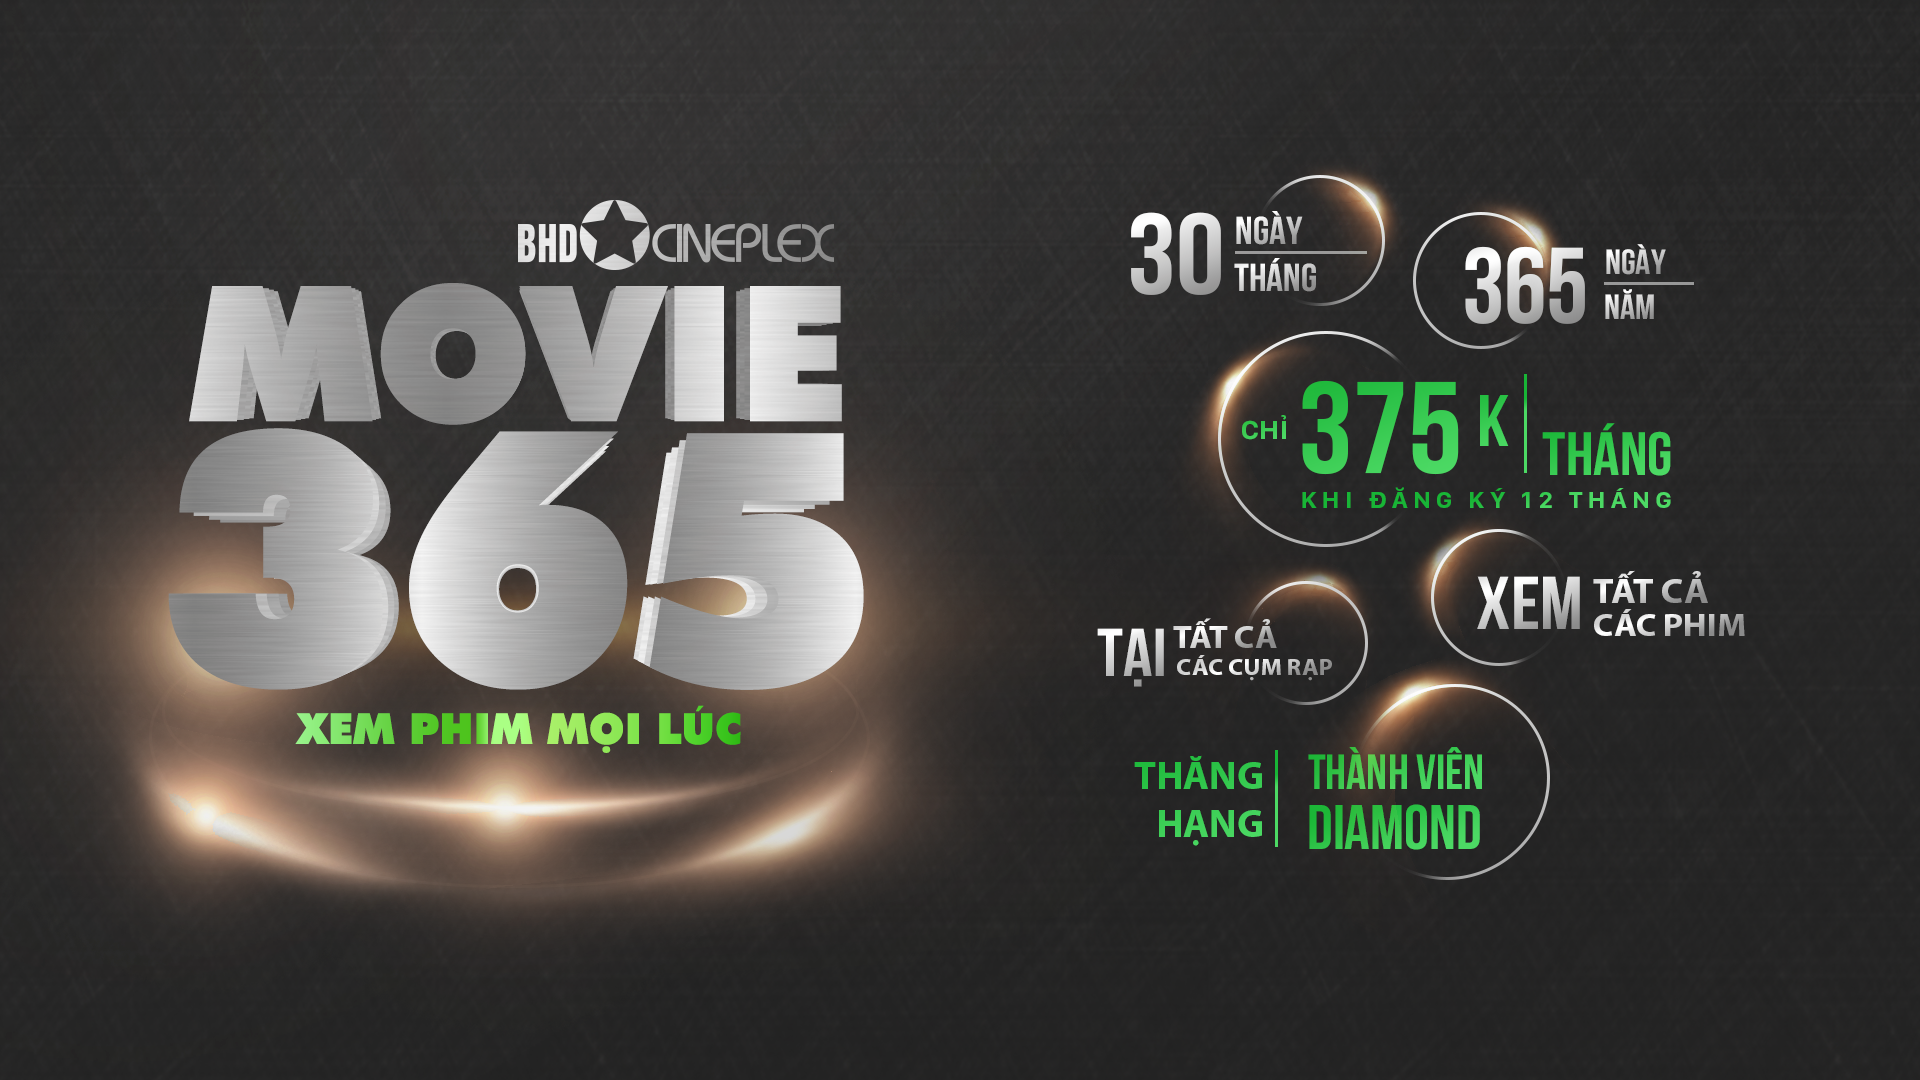 BHD CINEPLEX
MOVIE
365
XEM PHIM MỌI LÚC
30 NGÀY
THÁNG
365 NGÀY
NĂM
CHỈ 375 K THÁNG
KHI ĐĂNG KÝ 12 THÁNG
TẠI TẤT CẢ
CÁC CỤM RẠP
XEM TẤT CẢ
CÁC PHIM
THĂNG
HẠNG
THÀNH VIÊN
DIAMOND